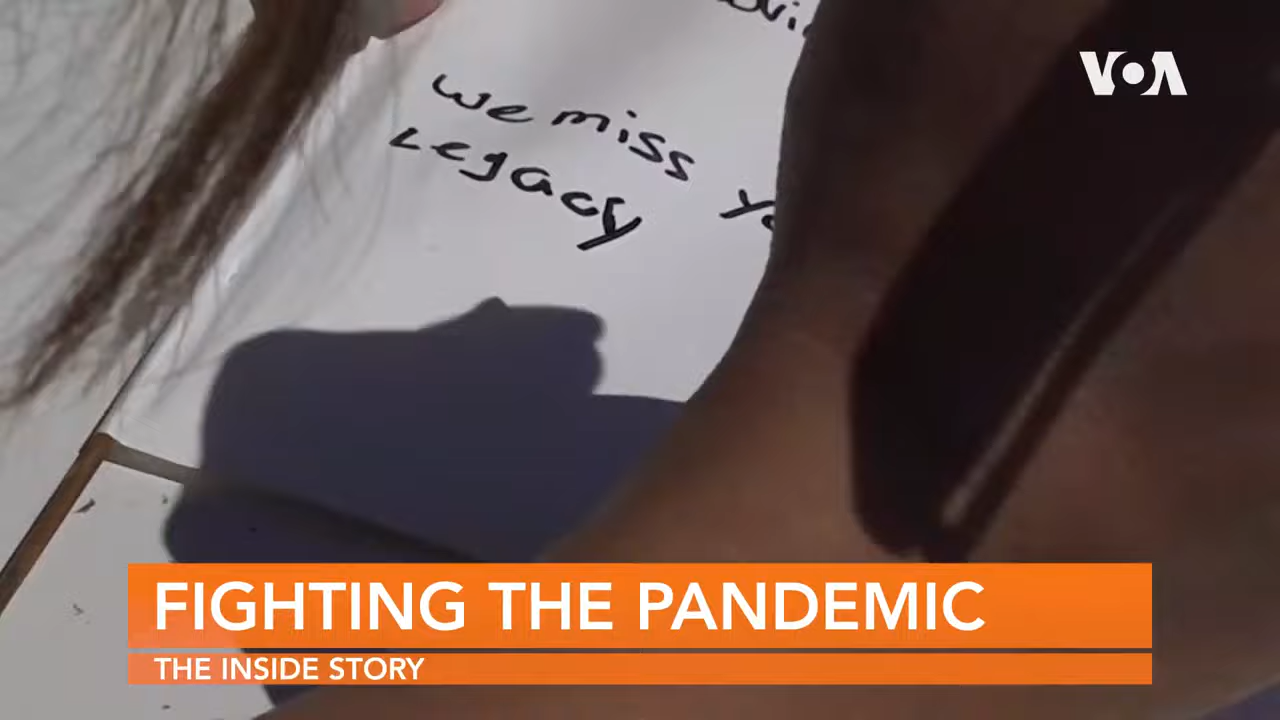 VOA
we miss
Legacy
FIGHTING THE PANDEMIC
THE INSIDE STORY